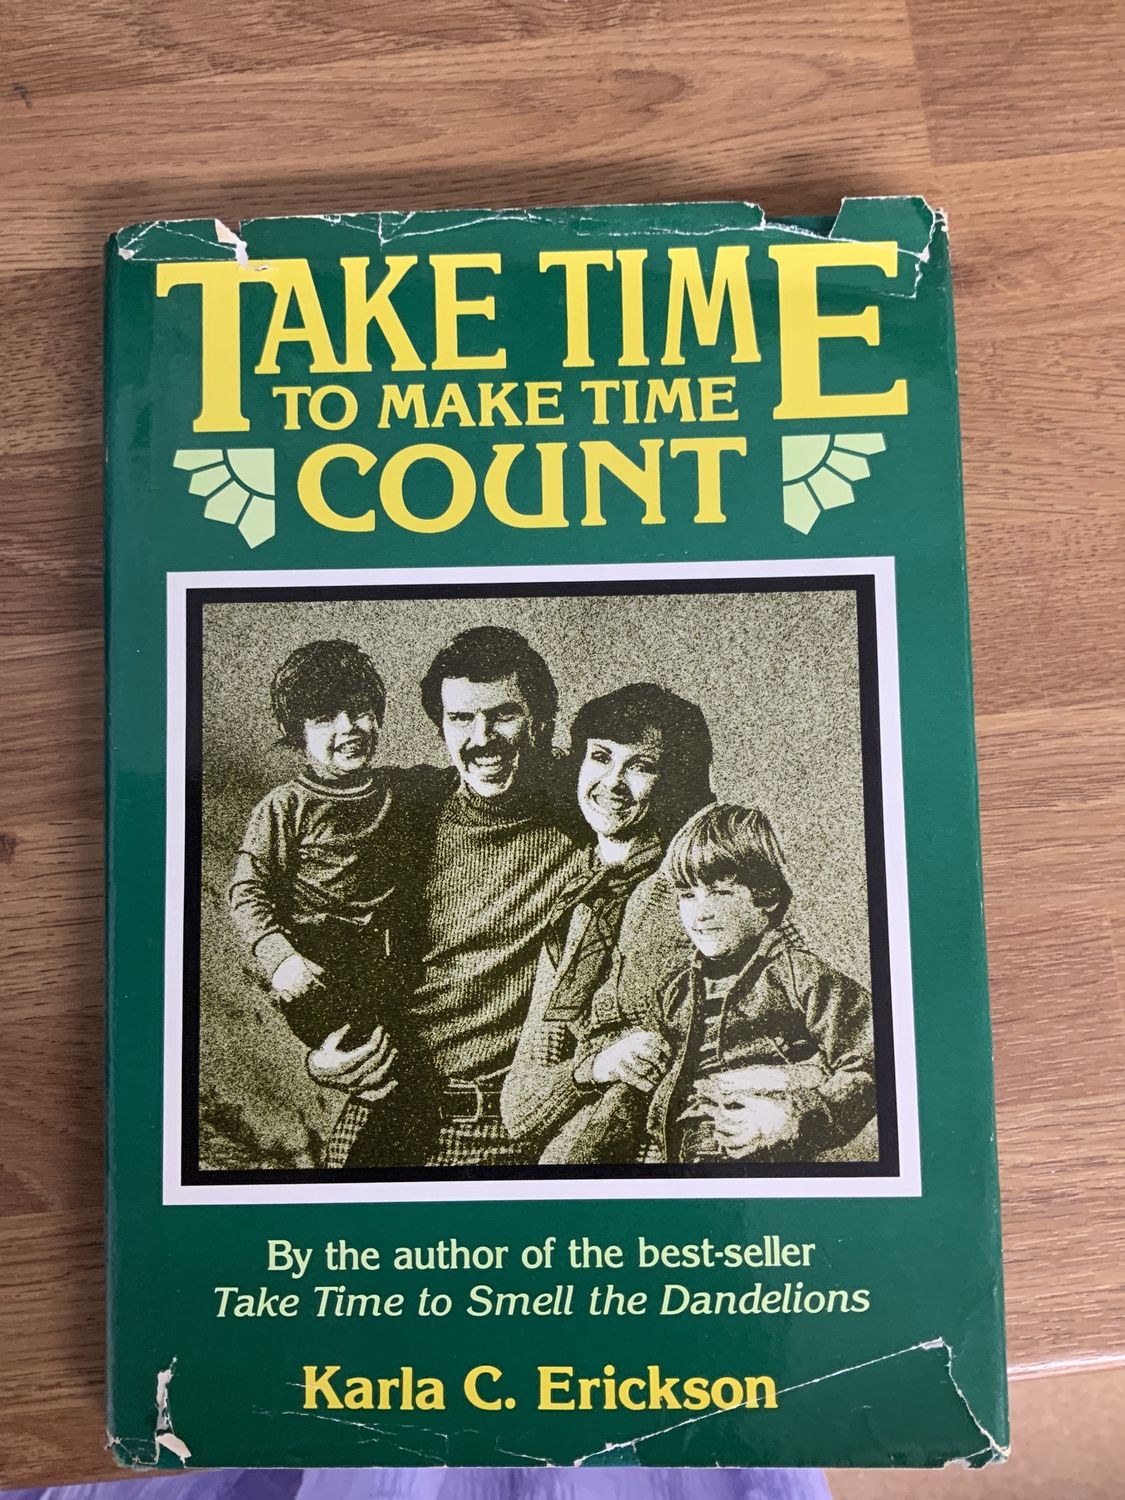 TAKE TIME
TO MAKE TIME
COUNT
By the author of the best-seller
Take Time to Smell the Dandelions
Karla C. Erickson